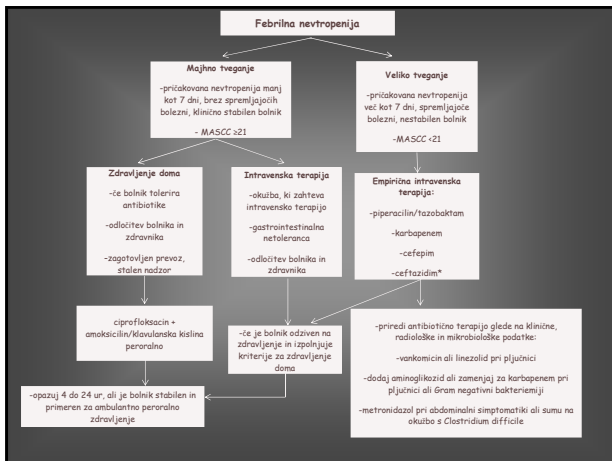 Febrilna nevtropenija
Majhno tveganje
-pričakovana nevtropenija manj
kot 7 dni, brez spremljajočih
bolezni, klinično stabilen bolnik
- MASCC ≥21
Veliko tveganje
-pričakovana nevtropenija
več kot 7 dni, spremljajoče
bolezni, nestabilen bolnik
-MASCC <21
Zdravljenje doma
-če bolnik tolerira
antibiotike
-odločitev bolnika in
zdravnika
-zagotovljen prevoz,
stalen nadzor
Intravenska terapija
-okužba, ki zahteva
intravensko terapijo
-gastrointestinalna
netoleranca
-odločitev bolnika in
zdravnika
Empirična intravenska
terapija:
-piperacilin/tazobaktam
-karbapenem
-cefepim
-ceftazidim*
ciprofloksacin +
amoksicilin/klavulanska kislina
peroralno
-če je bolnik odziven na
zdravljenje in izpolnjuje
kriterije za zdravljenje
doma
-priredi antibiotično terapijo glede na klinične,
radiološke in mikrobiološke podatke:
-vankomicin ali linezolid pri pljučnici
-dodaj aminoglikozid ali zamenjaj za karbapenem pri
pljučnici ali Gram negativni bakteriemiji
-metronidazol pri abdominalni simptomatiki ali sumu na
okužbo s Clostridium difficile
-opazuj 4 do 24 ur, ali je bolnik stabilen in
primeren za ambulantno peroralno
zdravljenje